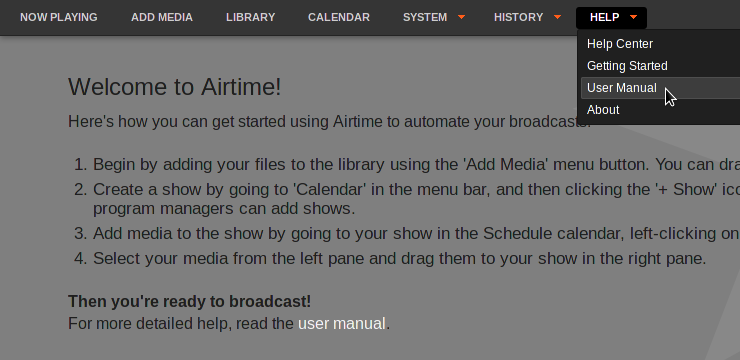 NOW PLAYING ADD MEDIA LIBRARY CALENDAR SYSTEM HISTORY HELP
Help Center
Getting Started
User Manual
About
Welcome to Airtime!
Here's how you can get started using Airtime to automate your broadcasts:
1. Begin by adding your files to the library using the 'Add Media' menu button. You can
2. Create a show by going to 'Calendar' in the menu bar, and then clicking the '+ Show'
program managers can add shows.
3. Add media to the show by going to your show in the Schedule calendar, left-clicking on
4. Select your media from the left pane and drag them to your show in the right pane.
Then you're ready to broadcast!
For more detailed help, read the user manual.